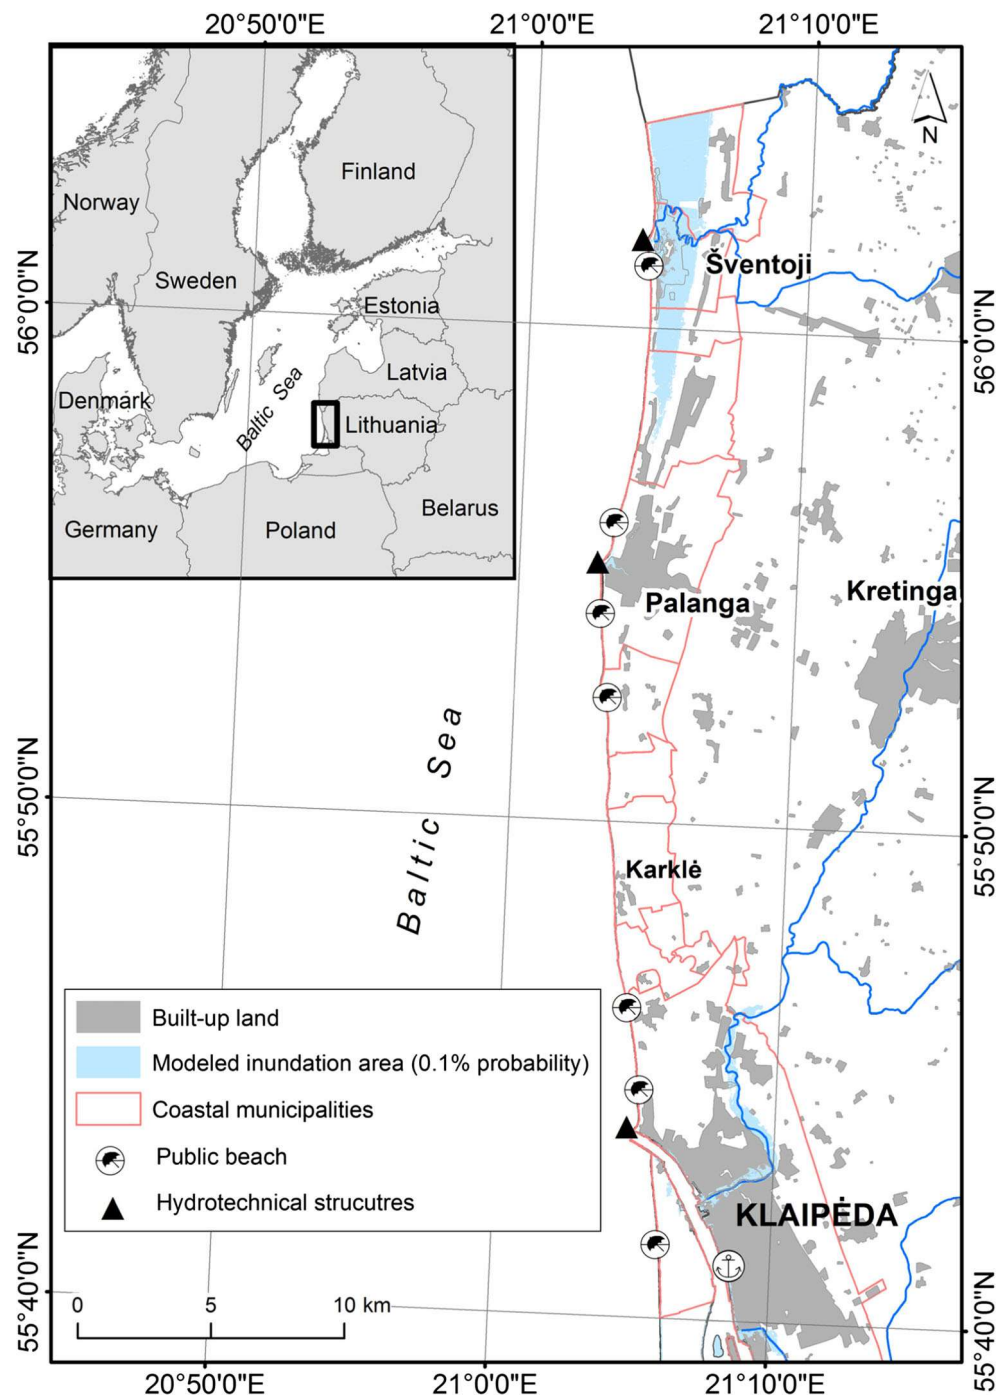 20°50'0"E
21°0'0"E
21°10'0"E
N
Finland
Norway
Sweden
Estonia
Latvia
Denmark
Baltic Sea
Lithuania
Belarus
Germany
Poland
56°0'0"N
56°0'0"N
Šventoji
Palanga
Kretinga
Baltic Sea
55°50'0"N
55°50'0"N
Karklė
Built-up land
Modeled inundation area (0.1% probability)
Coastal municipalities
Public beach
Hydrotechnical strucutres
KLAIPĖDA
0 5 10 km
55°40'0"N
55°40'0"N
20°50'0"E
21°0'0"E
21°10'0"E